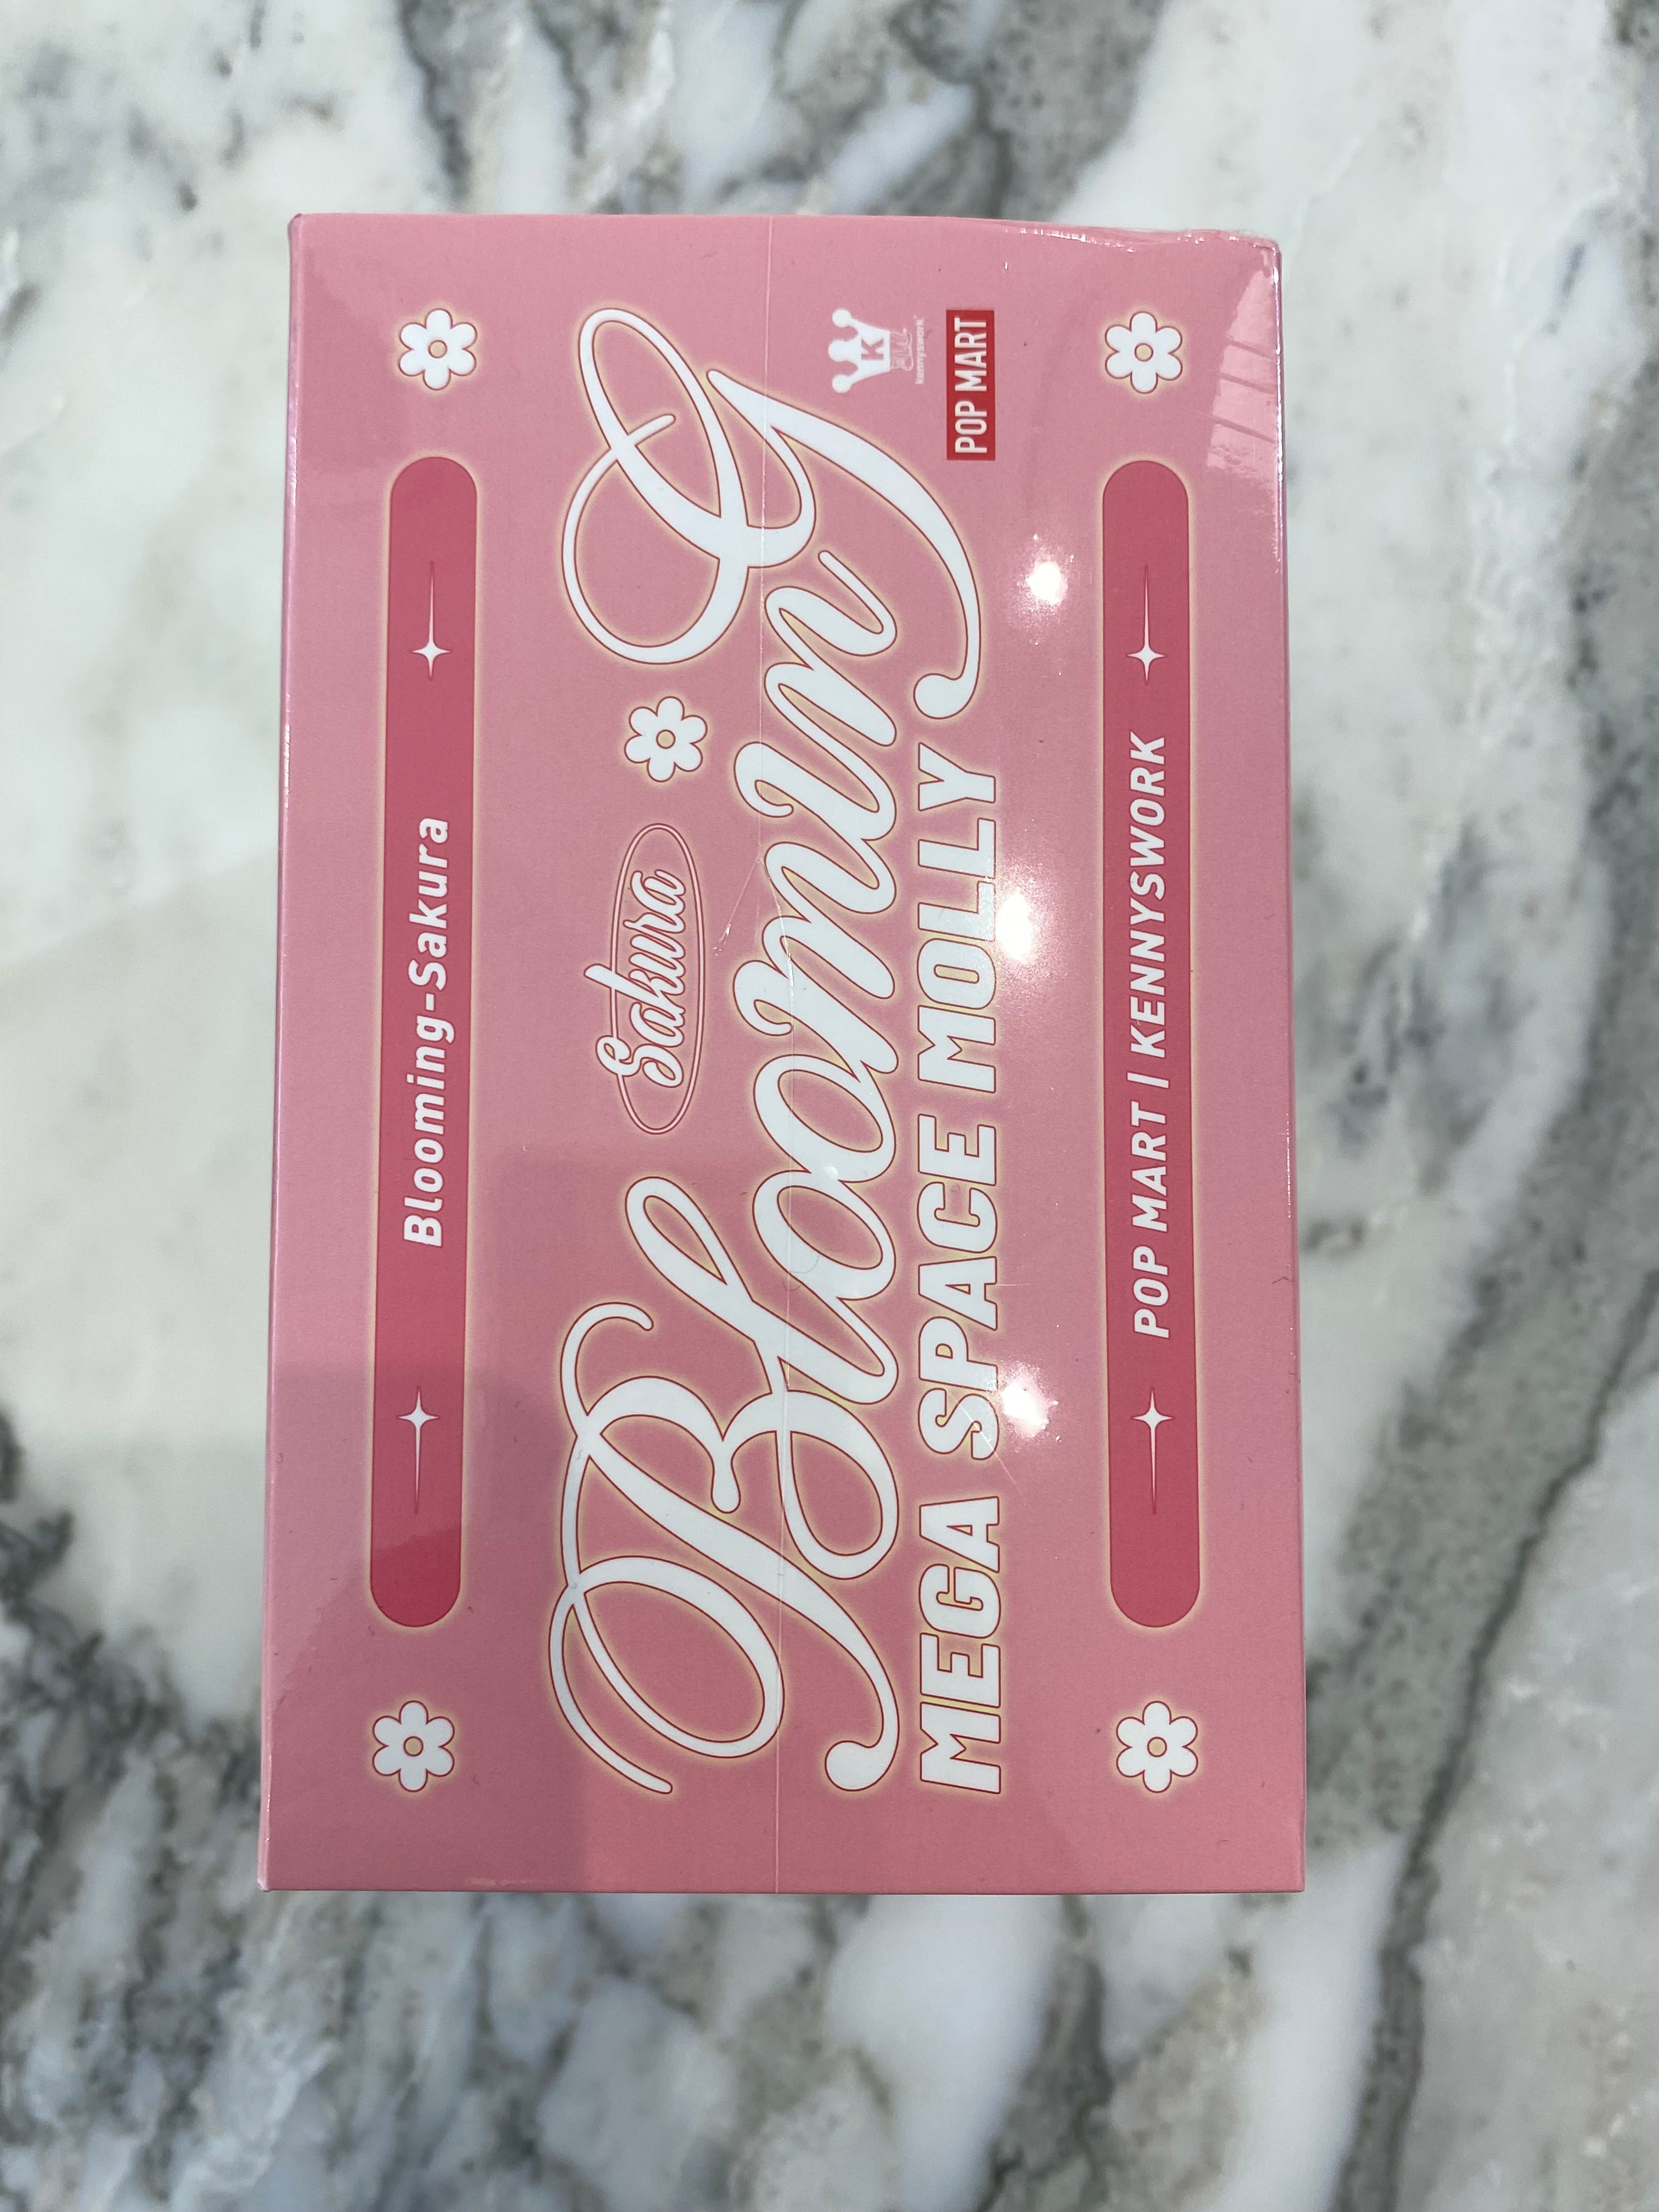 Blooming-Sakura
Sakura
Blooming
MEGA SPACE MOLLY
K
kennyswork
POP MART
POP MART | KENNYSWORK